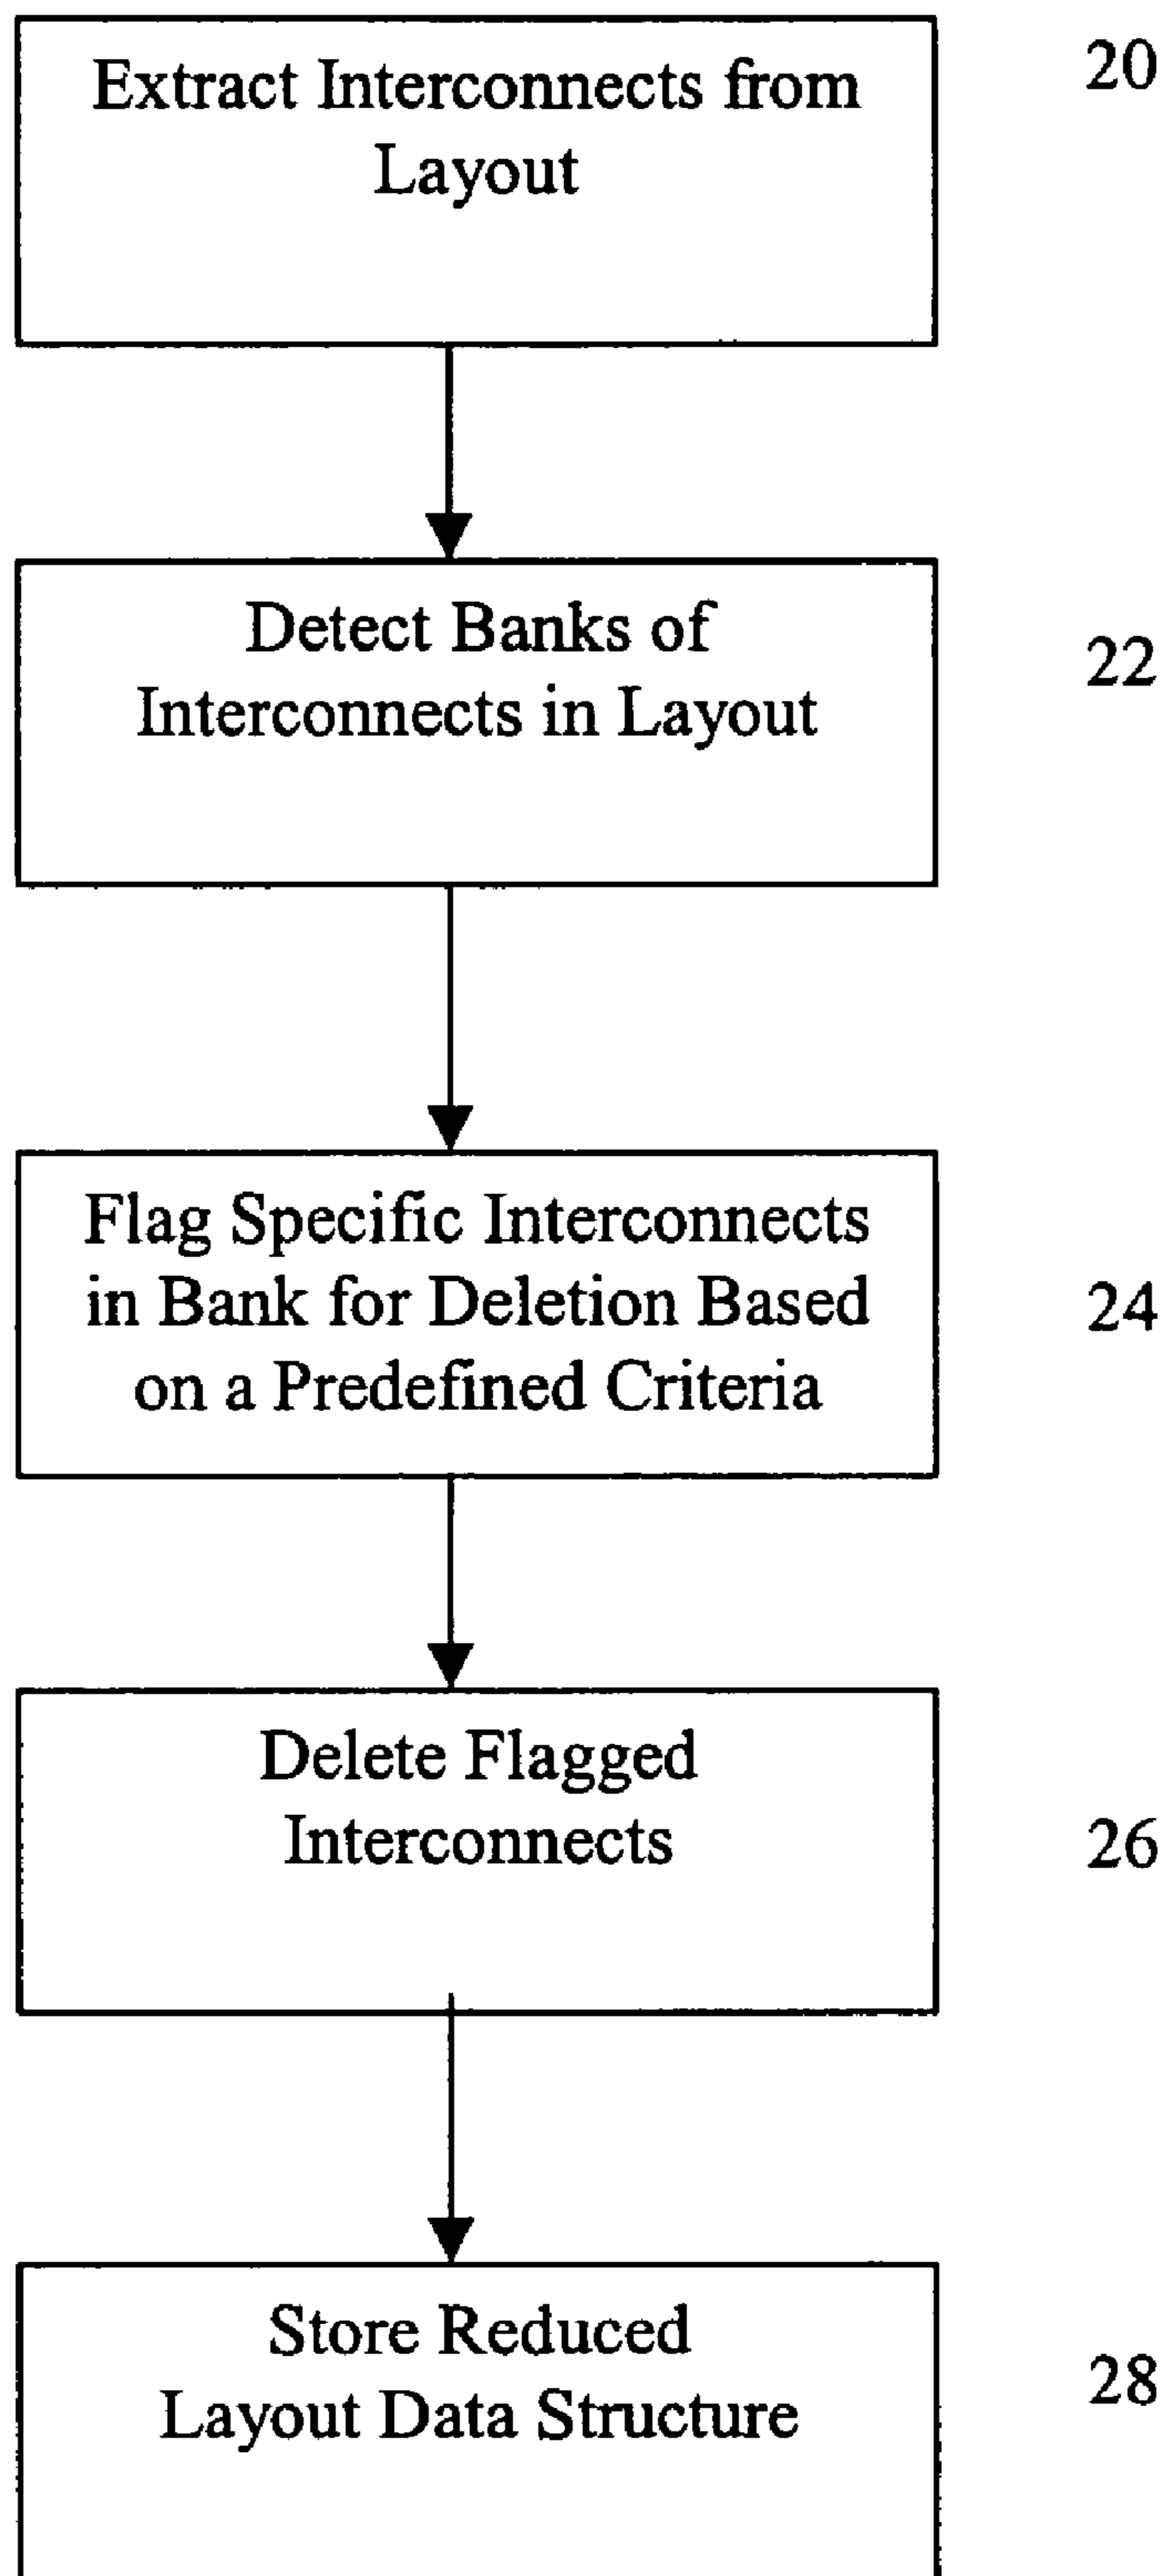 Extract Interconnects from
Layout
20
Detect Banks of
Interconnects in Layout
22
Flag Specific Interconnects
in Bank for Deletion Based
on a Predefined Criteria
24
Delete Flagged
Interconnects
26
Store Reduced
Layout Data Structure
28